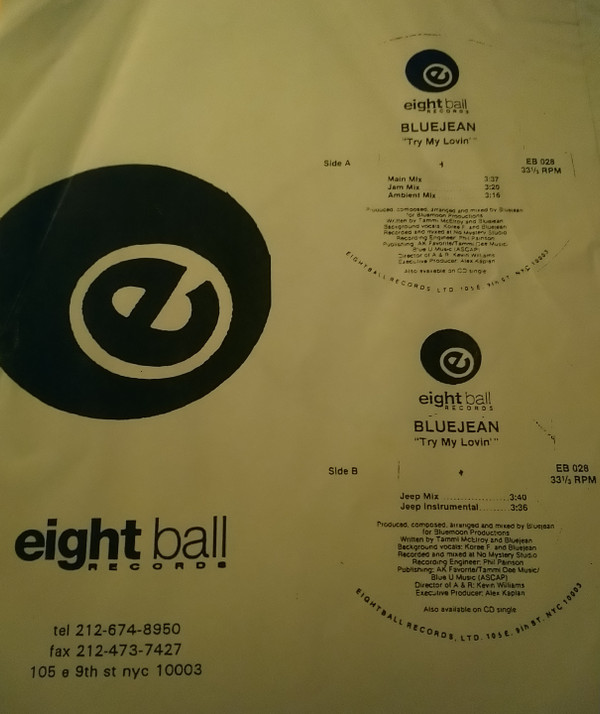 e
eight ball
RECORDS
tel 212-674-8950
fax 212-473-7427
105 e 9th st nyc 10003
e
eight ball
RECORDS
BLUEJEAN
"Try My Lovin'"
Side A
EB 028
33⅓ RPM
Main Mix 3:37
Jam Mix 3:20
Ambient Mix 3:16
Produced, composed, arranged and mixed by Bluejean
for Bluemoon Productions
Written by Tammi McElroy and Bluejean
Background vocals: Koree F. and Bluejean
Recorded and mixed at No Mystery Studio
Recording Engineer: Phil Painson
Publishing: AK Favorite/Tammi Dee Music/
Blue U Music (ASCAP)
Director of A & R: Kevin Williams
Executive Producer: Alex Kaplan
Also available on CD single
EIGHTBALL RECORDS, LTD. 105 E. 9th ST. NYC 10003
e
eight ball
RECORDS
BLUEJEAN
"Try My Lovin'"
Side B
EB 028
33⅓ RPM
Jeep Mix ................ 3:40
Jeep Instrumental........ 3:36
Produced, composed, arranged and mixed by Bluejean
for Bluemoon Productions
Written by Tammi McElroy and Bluejean
Background vocals: Koree F. and Bluejean
Recorded and mixed at No Mystery Studio
Recording Engineer: Phil Painson
Publishing: AK Favorite/Tammi Dee Music/
Blue U Music (ASCAP)
Director of A & R: Kevin Williams
Executive Producer: Alex Kaplan
Also available on CD single
EIGHTBALL RECORDS, LTD. 105 E. 9th ST. NYC 10003